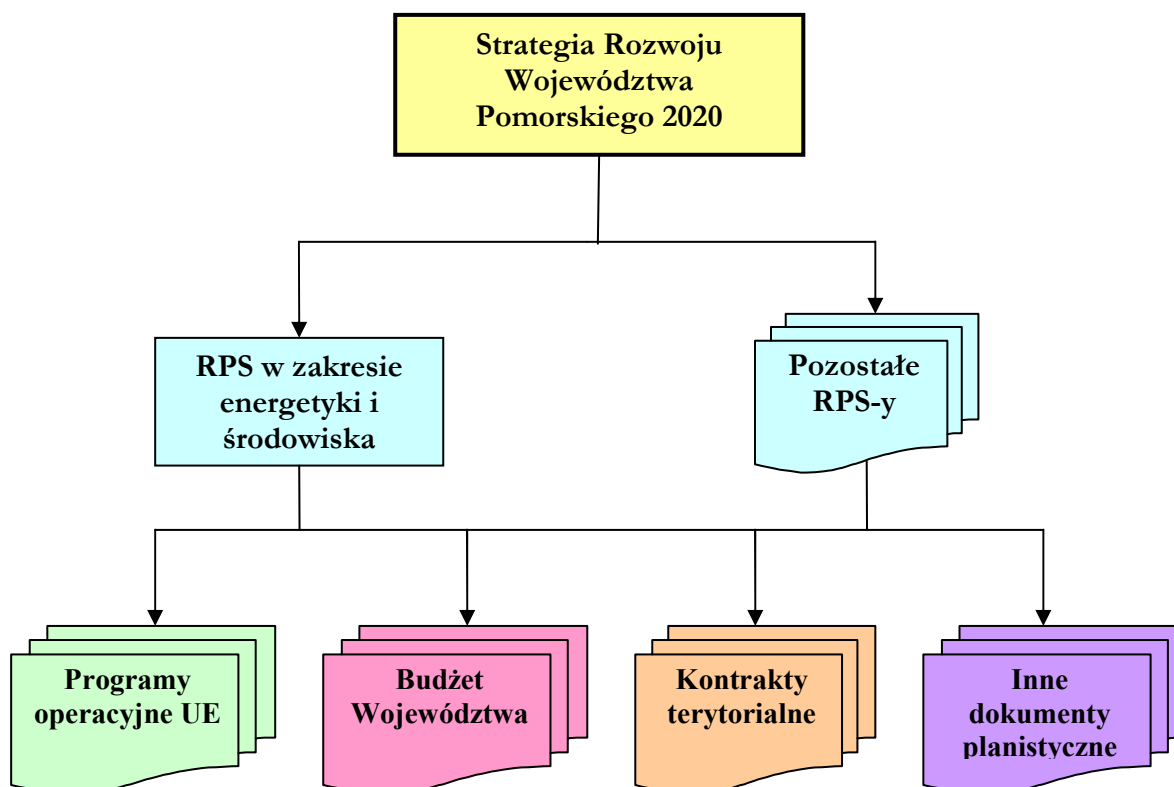 Strategia Rozwoju
Województwa
Pomorskiego 2020
RPS w zakresie
energetyki i
środowiska
Pozostałe
RPS-y
Programy
operacyjne UE
Budżet
Województwa
Kontrakty
terytorialne
Inne
dokumenty
planistyczne